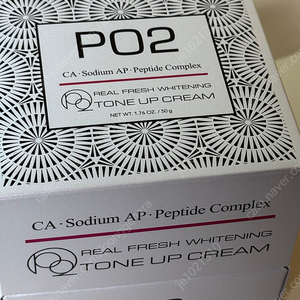 PO2
CA · Sodium AP · Peptide Complex
REAL FRESH WHITENING
TONE UP CREAM
NET WT. 1.76 OZ. / 50 g
CA · Sodium AP · Peptide Complex
REAL FRESH WHITENING
TONE UP CREAM